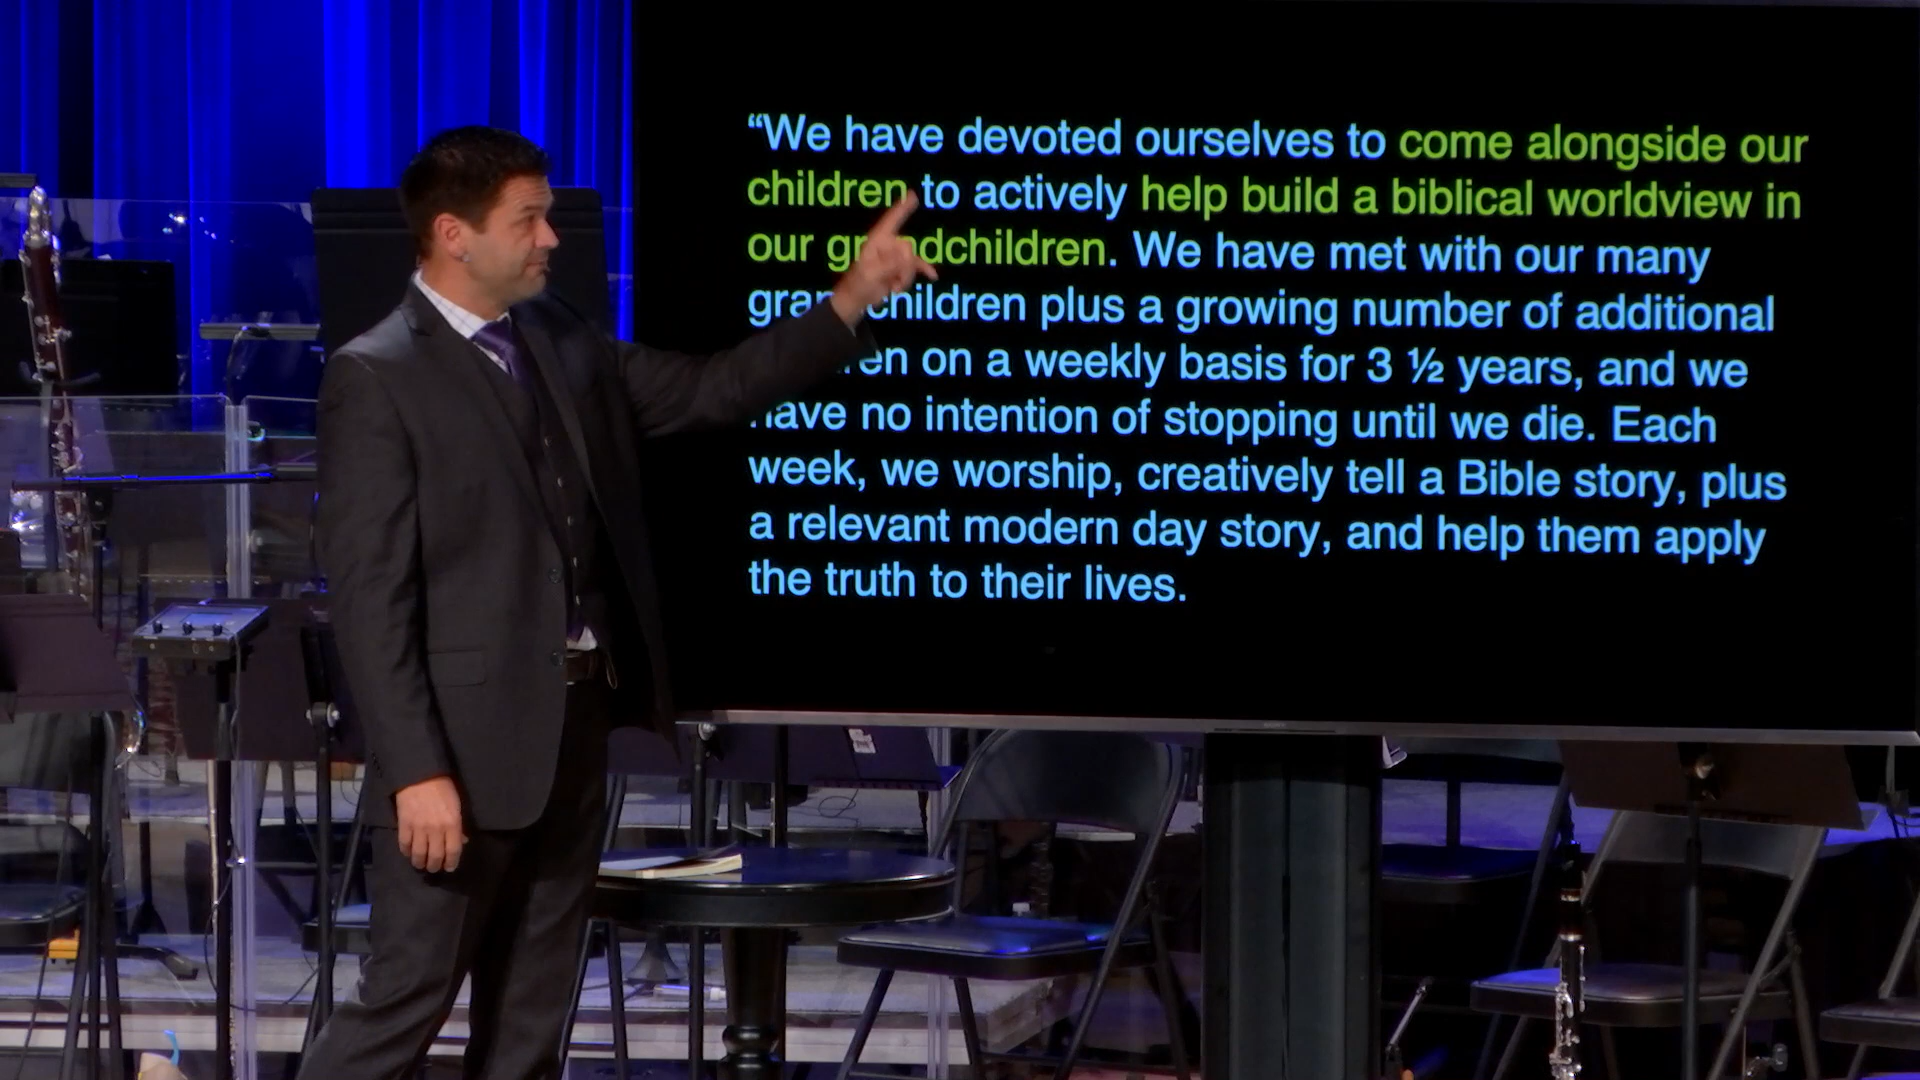 “We have devoted ourselves to come alongside our
children to actively help build a biblical worldview in
our grandchildren. We have met with our many
grandchildren plus a growing number of additional
on a weekly basis for 3 ½ years, and we
have no intention of stopping until we die. Each
week, we worship, creatively tell a Bible story, plus
a relevant modern day story, and help them apply
the truth to their lives.